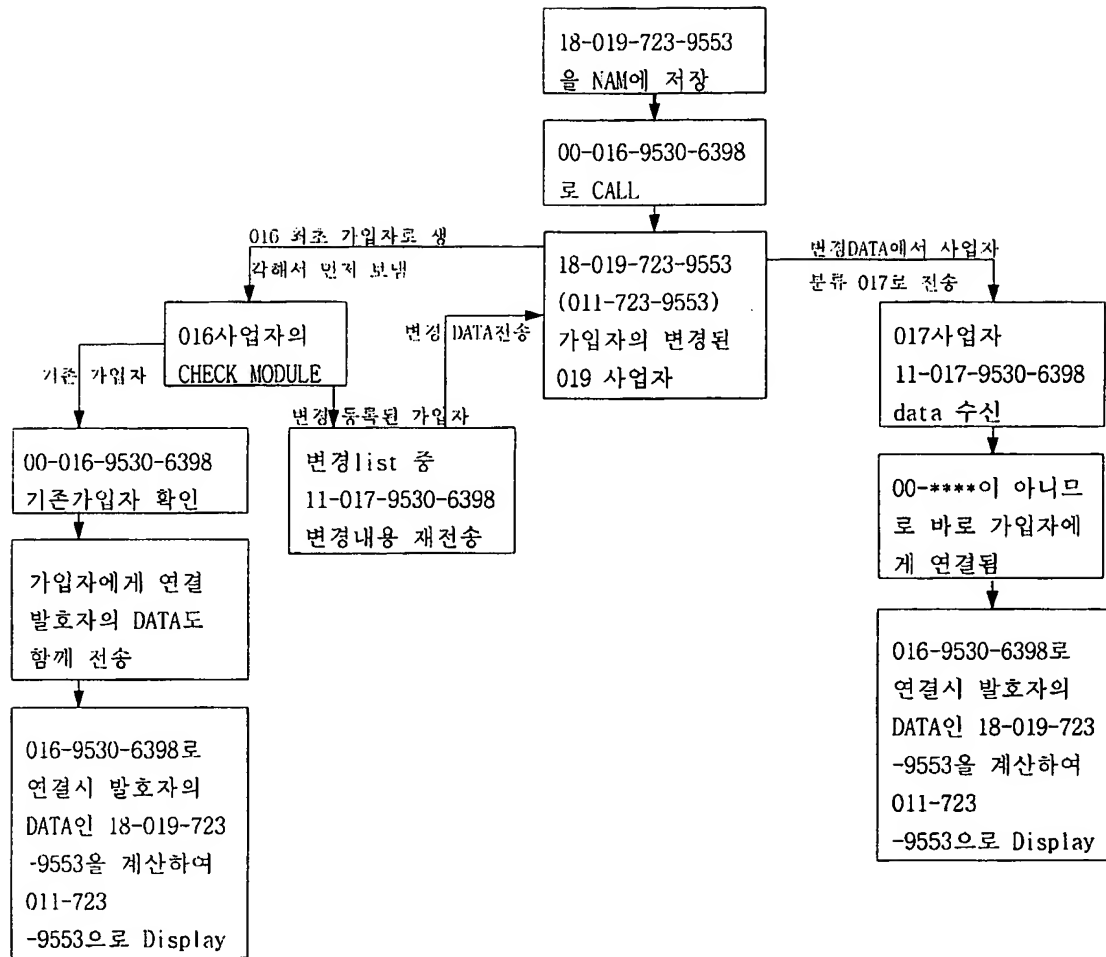 18-019-723-9553
을 NAM에 저장
00-016-9530-6398
로 CALL
016 최초 가입자로 생
각해서 먼저 보냄
18-019-723-9553
(011-723-9553)
가입자의 변경된
019 사업자
변경DATA에서 사업자
분류 017로 전송
016사업자의
CHECK MODULE
변경 DATA전송
기존 가입자
변경 등록된 가입자
017사업자
11-017-9530-6398
data 수신
00-016-9530-6398
기존가입자 확인
변경list 중
11-017-9530-6398
변경내용 재전송
00-****이 아니므
로 바로 가입자에
게 연결됨
가입자에게 연결
발호자의 DATA도
함께 전송
016-9530-6398로
연결시 발호자의
DATA인 18-019-723
-9553을 계산하여
011-723
-9553으로 Display
016-9530-6398로
연결시 발호자의
DATA인 18-019-723
-9553을 계산하여
011-723
-9553으로 Display